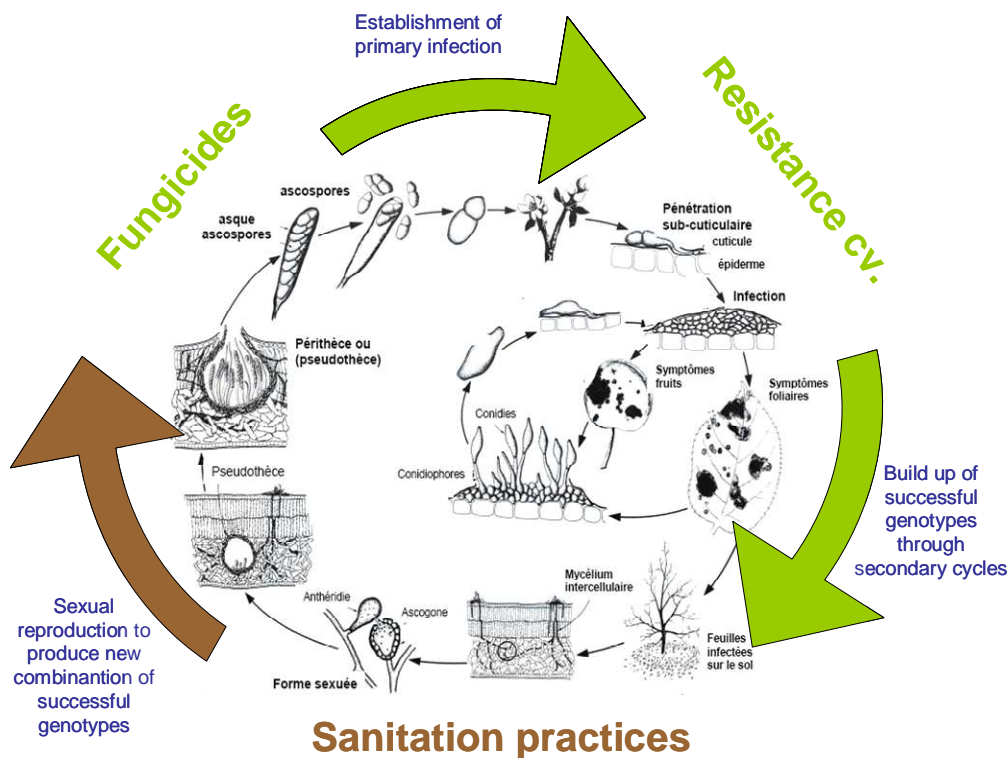 Establishment of
primary infection
Fungicides
Resistance cv.
ascospores
asque
ascospores
Pénétration
sub-cuticulaire
cuticule
épiderme
Infection
Périthèce ou
(pseudothèce)
Symptômes
fruits
Symptômes
foliaires
Conidies
Conidiophores
Pseudothèce
Build up of
successful
genotypes
through
secondary cycles
Mycélium
intercellulaire
Anthéridie
Ascogone
Feuilles
infectées
sur le sol
Forme sexuée
Sexual
reproduction to
produce new
combinantion of
successful
genotypes
Sanitation practices